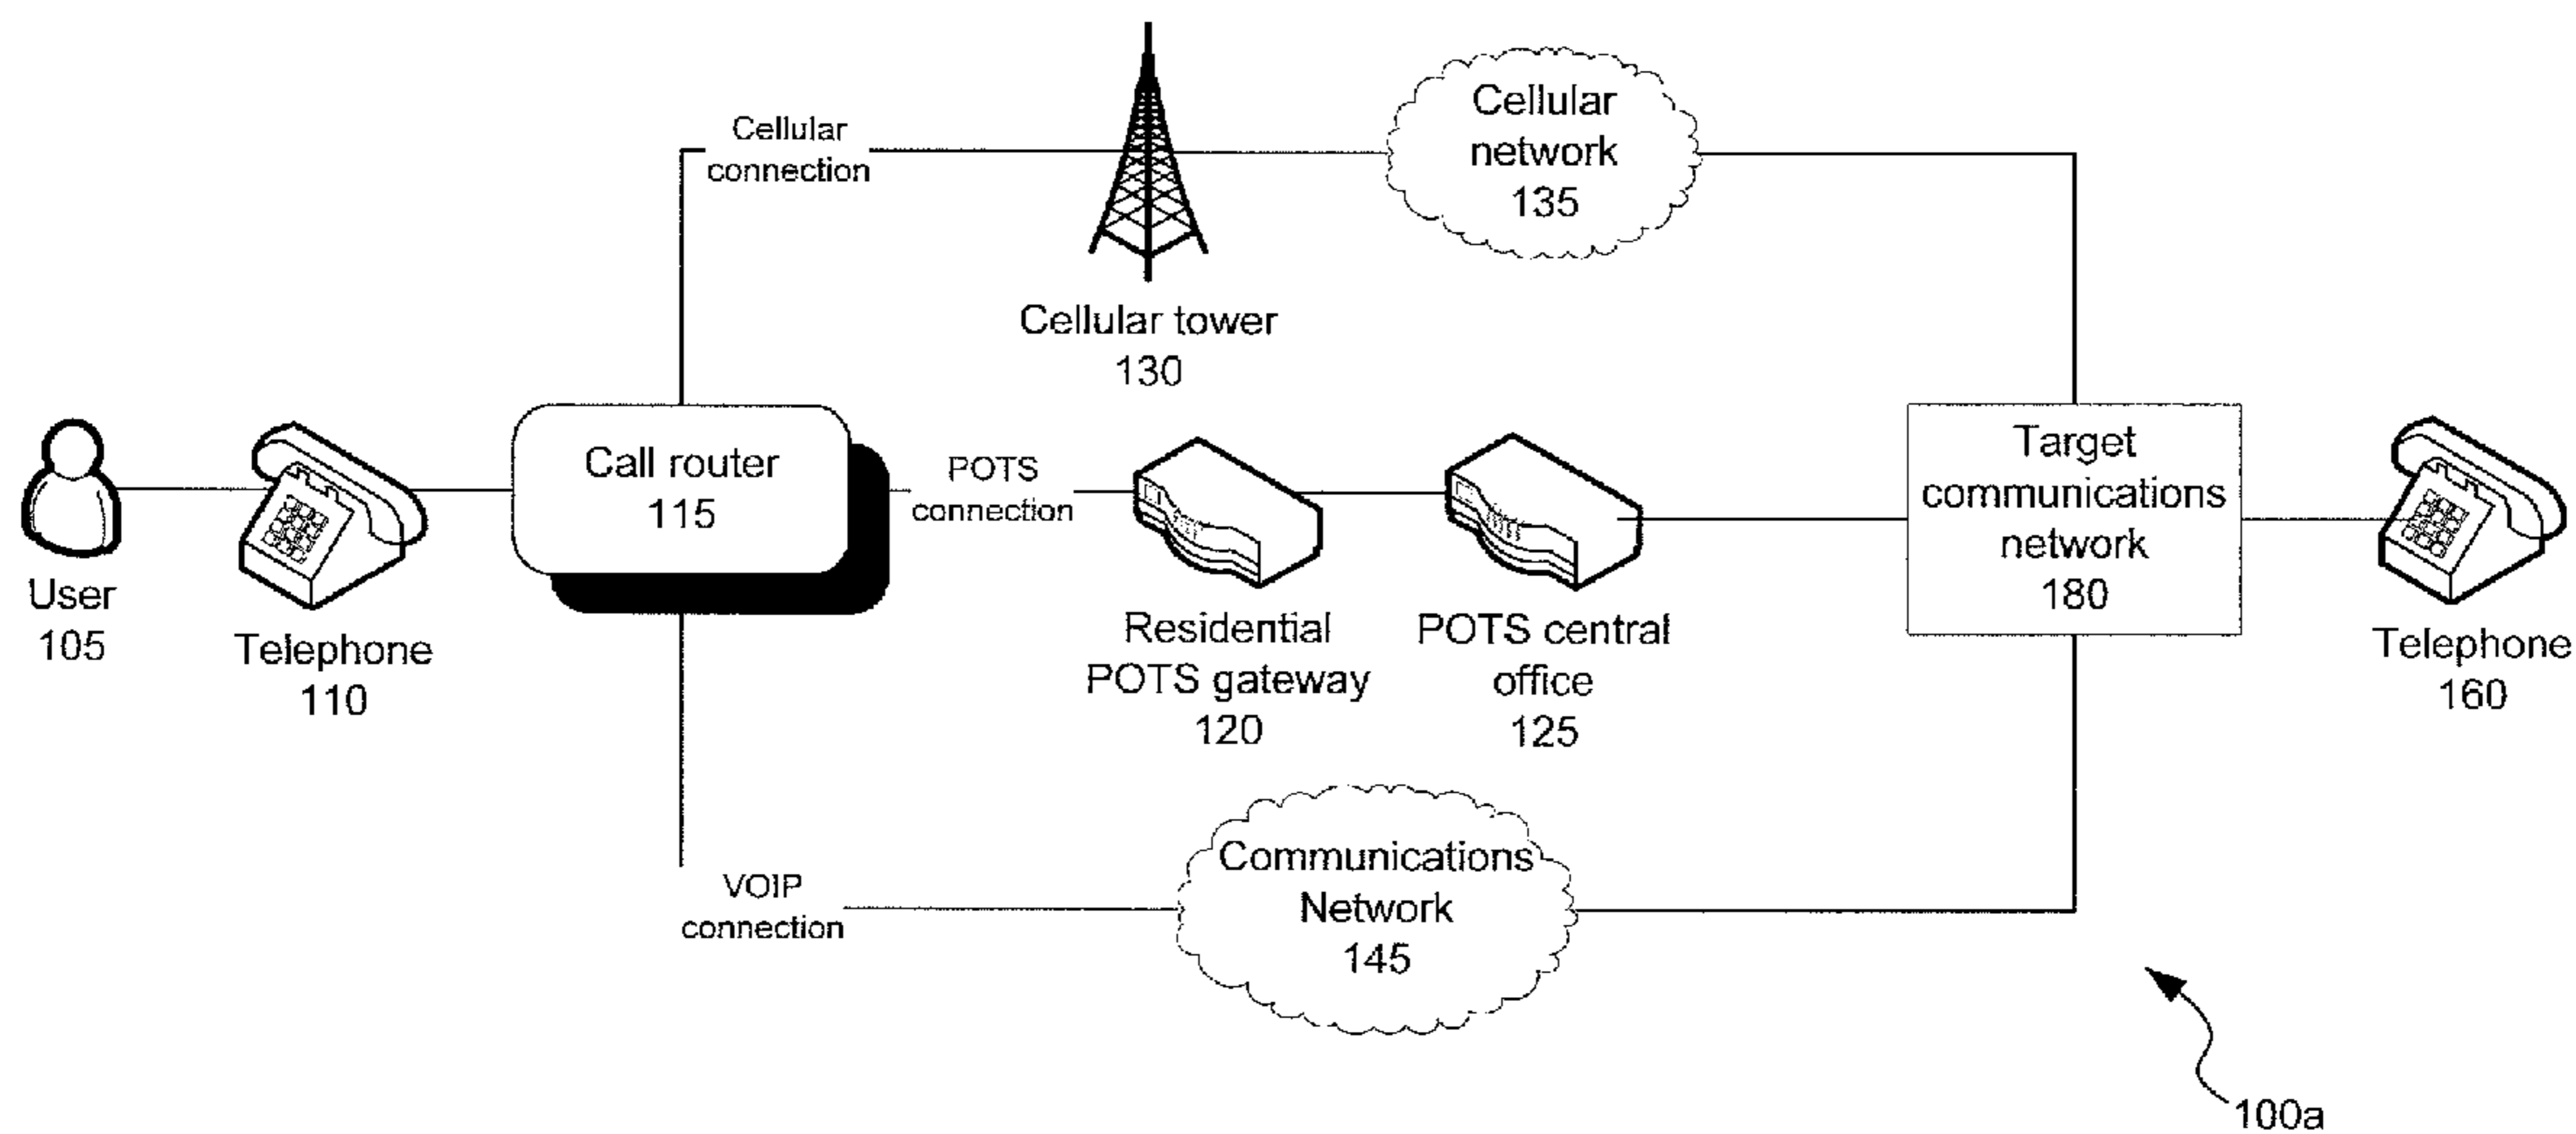 Cellular
connection
Cellular
network
135
Cellular tower
130
User
105
Telephone
110
Call router
115
POTS
connection
Residential
POTS gateway
120
POTS central
office
125
Target
communications
network
180
Telephone
160
VOIP
connection
Communications
Network
145
100a